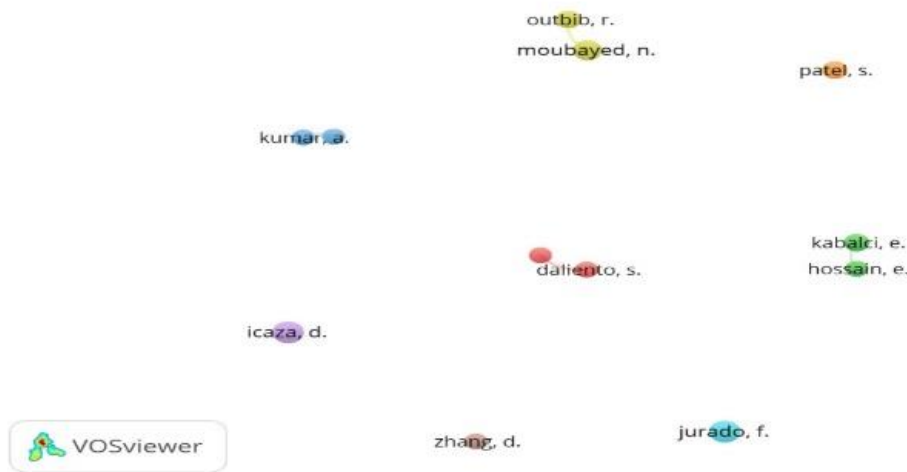 outbib, r.
moubayed, n.
patel, s.
kumar, a.
kabalci, e.
daliento, s.
hossain, e.
icaza, d.
jurado, f.
zhang, d.
VOSviewer